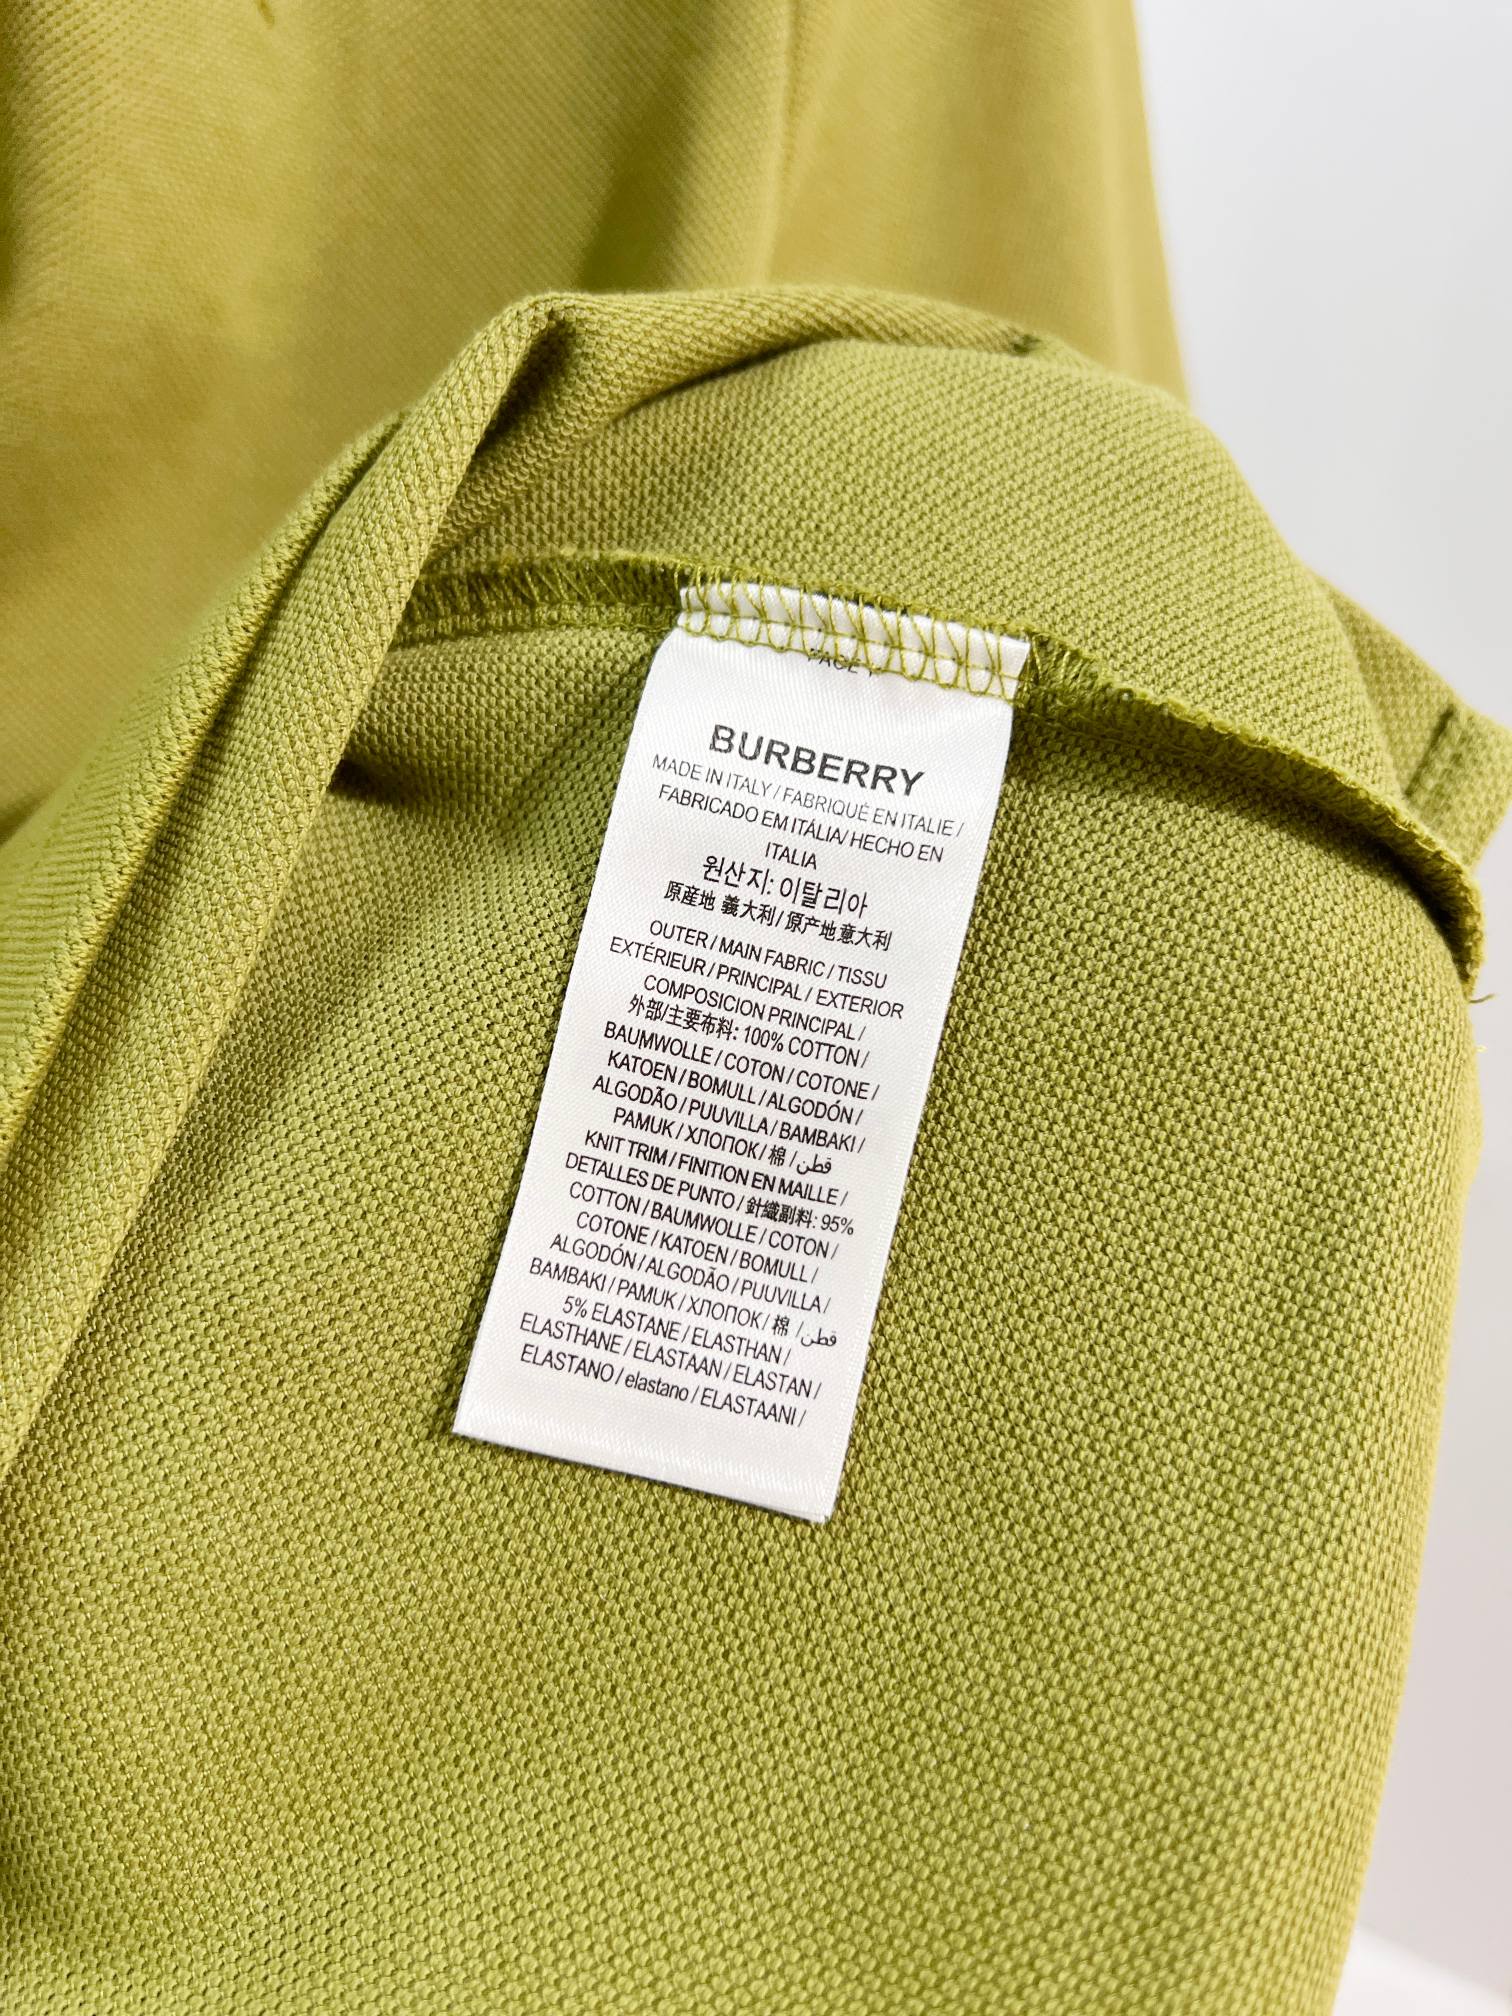 FACE 1
BURBERRY
MADE IN ITALY / FABRIQUÉ EN ITALIE /
FABRICADO EM ITÁLIA/ HECHO EN
ITALIA
원산지: 이탈리아
原産地 義大利 / 原产地意大利
OUTER / MAIN FABRIC / TISSU
EXTÉRIEUR / PRINCIPAL / EXTERIOR
COMPOSICION PRINCIPAL /
外部/主要布料: 100% COTTON /
BAUMWOLLE / COTON / COTONE /
KATOEN / BOMULL / ALGODÓN /
ALGODÃO / PUUVILLA / BAMBAKI /
PAMUK / ХЛОПОК / 棉 / قطن
KNIT TRIM / FINITION EN MAILLE /
DETALLES DE PUNTO / 針織副料: 95%
COTTON / BAUMWOLLE / COTON /
COTONE / KATOEN / BOMULL /
ALGODÓN / ALGODÃO / PUUVILLA /
BAMBAKI / PAMUK / ХЛОПОК / 棉 / قطن
5% ELASTANE / ELASTHAN /
ELASTHANE / ELASTAAN / ELASTAN /
ELASTANO / elastano / ELASTAANI /